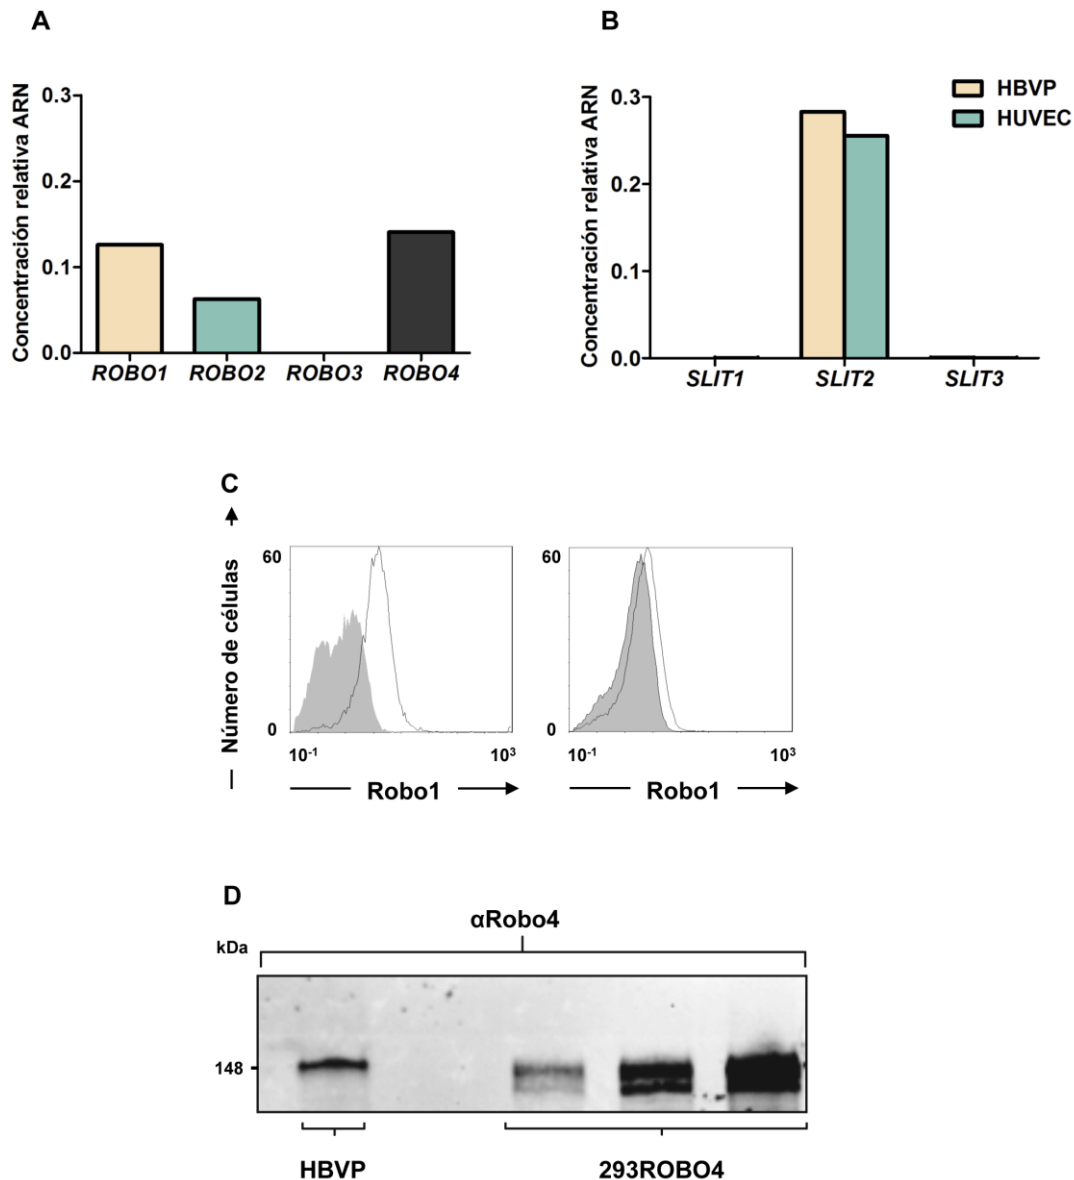 A
Concentración relativa ARN
0.3
0.2
0.1
0.0
ROBO1 ROBO2 ROBO3 ROBO4
B
Concentración relativa ARN
0.3
0.2
0.1
0.0
SLIT1 SLIT2 SLIT3
HBVP
HUVEC
C
Número de células
60
0
10-1 103
Robo1
60
0
10-1 103
Robo1
D
αRobo4
kDa
148
HBVP 293ROBO4